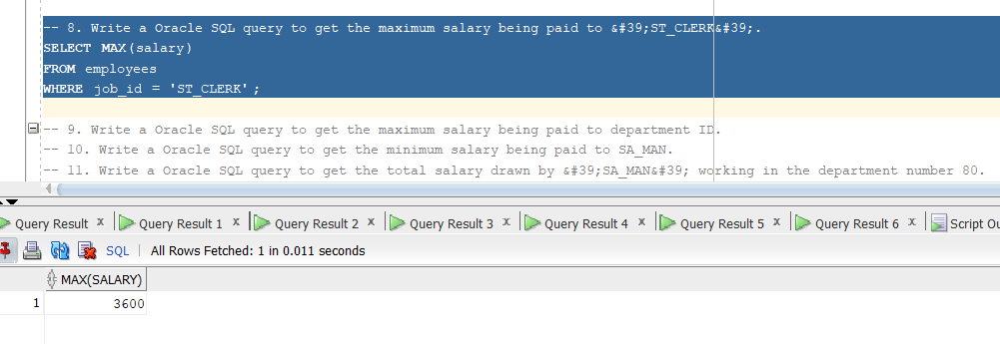 -- 8. Write a Oracle SQL query to get the maximum salary being paid to &#39;ST_CLERK&#39;.
SELECT MAX(salary)
FROM employees
WHERE job_id = 'ST_CLERK';
-- 9. Write a Oracle SQL query to get the maximum salary being paid to department ID.
-- 10. Write a Oracle SQL query to get the minimum salary being paid to SA_MAN.
-- 11. Write a Oracle SQL query to get the total salary drawn by &#39;SA_MAN&#39; working in the department number 80.
Query Result x Query Result 1 x Query Result 2 x Query Result 3 x Query Result 4 x Query Result 5 x Query Result 6 x Script Ou
SQL | All Rows Fetched: 1 in 0.011 seconds
MAX(SALARY)
1 3600